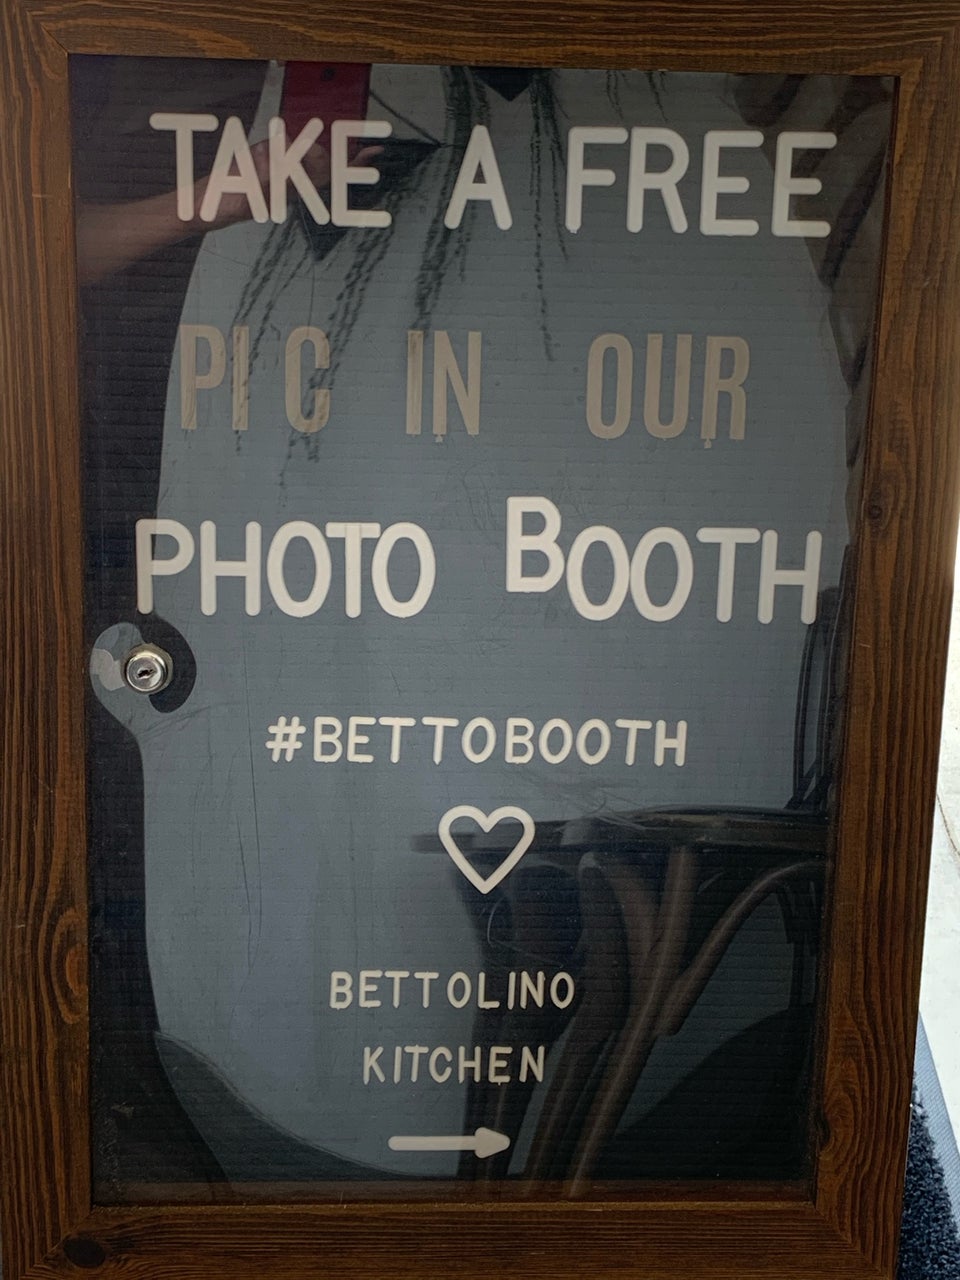 TAKE A FREE
PIC IN OUR
PHOTO BOOTH
#BETTOBOOTH
BETTOLINO
KITCHEN